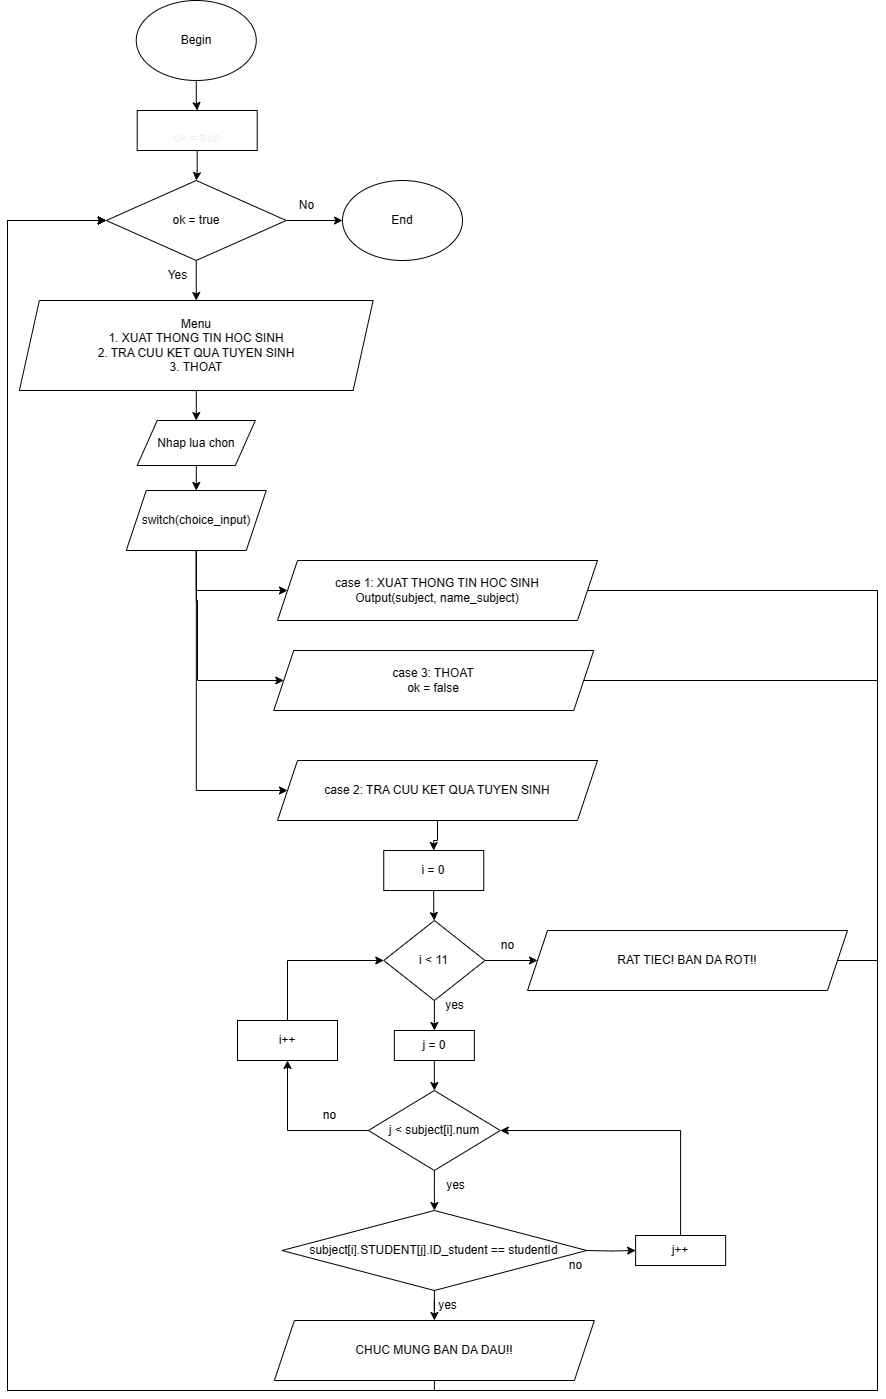 Begin
ok = true
ok = true
No
End
Yes
Menu
1. XUAT THONG TIN HOC SINH
2. TRA CUU KET QUA TUYEN SINH
3. THOAT
Nhap lua chon
switch(choice_input)
case 1: XUAT THONG TIN HOC SINH
Output(subject, name_subject)
case 3: THOAT
ok = false
case 2: TRA CUU KET QUA TUYEN SINH
i = 0
i < 11
no
RAT TIEC! BAN DA ROT!!
yes
i++
j = 0
no
j < subject[i].num
yes
subject[i].STUDENT[j].ID_student == studentId
no
j++
yes
CHUC MUNG BAN DA DAU!!